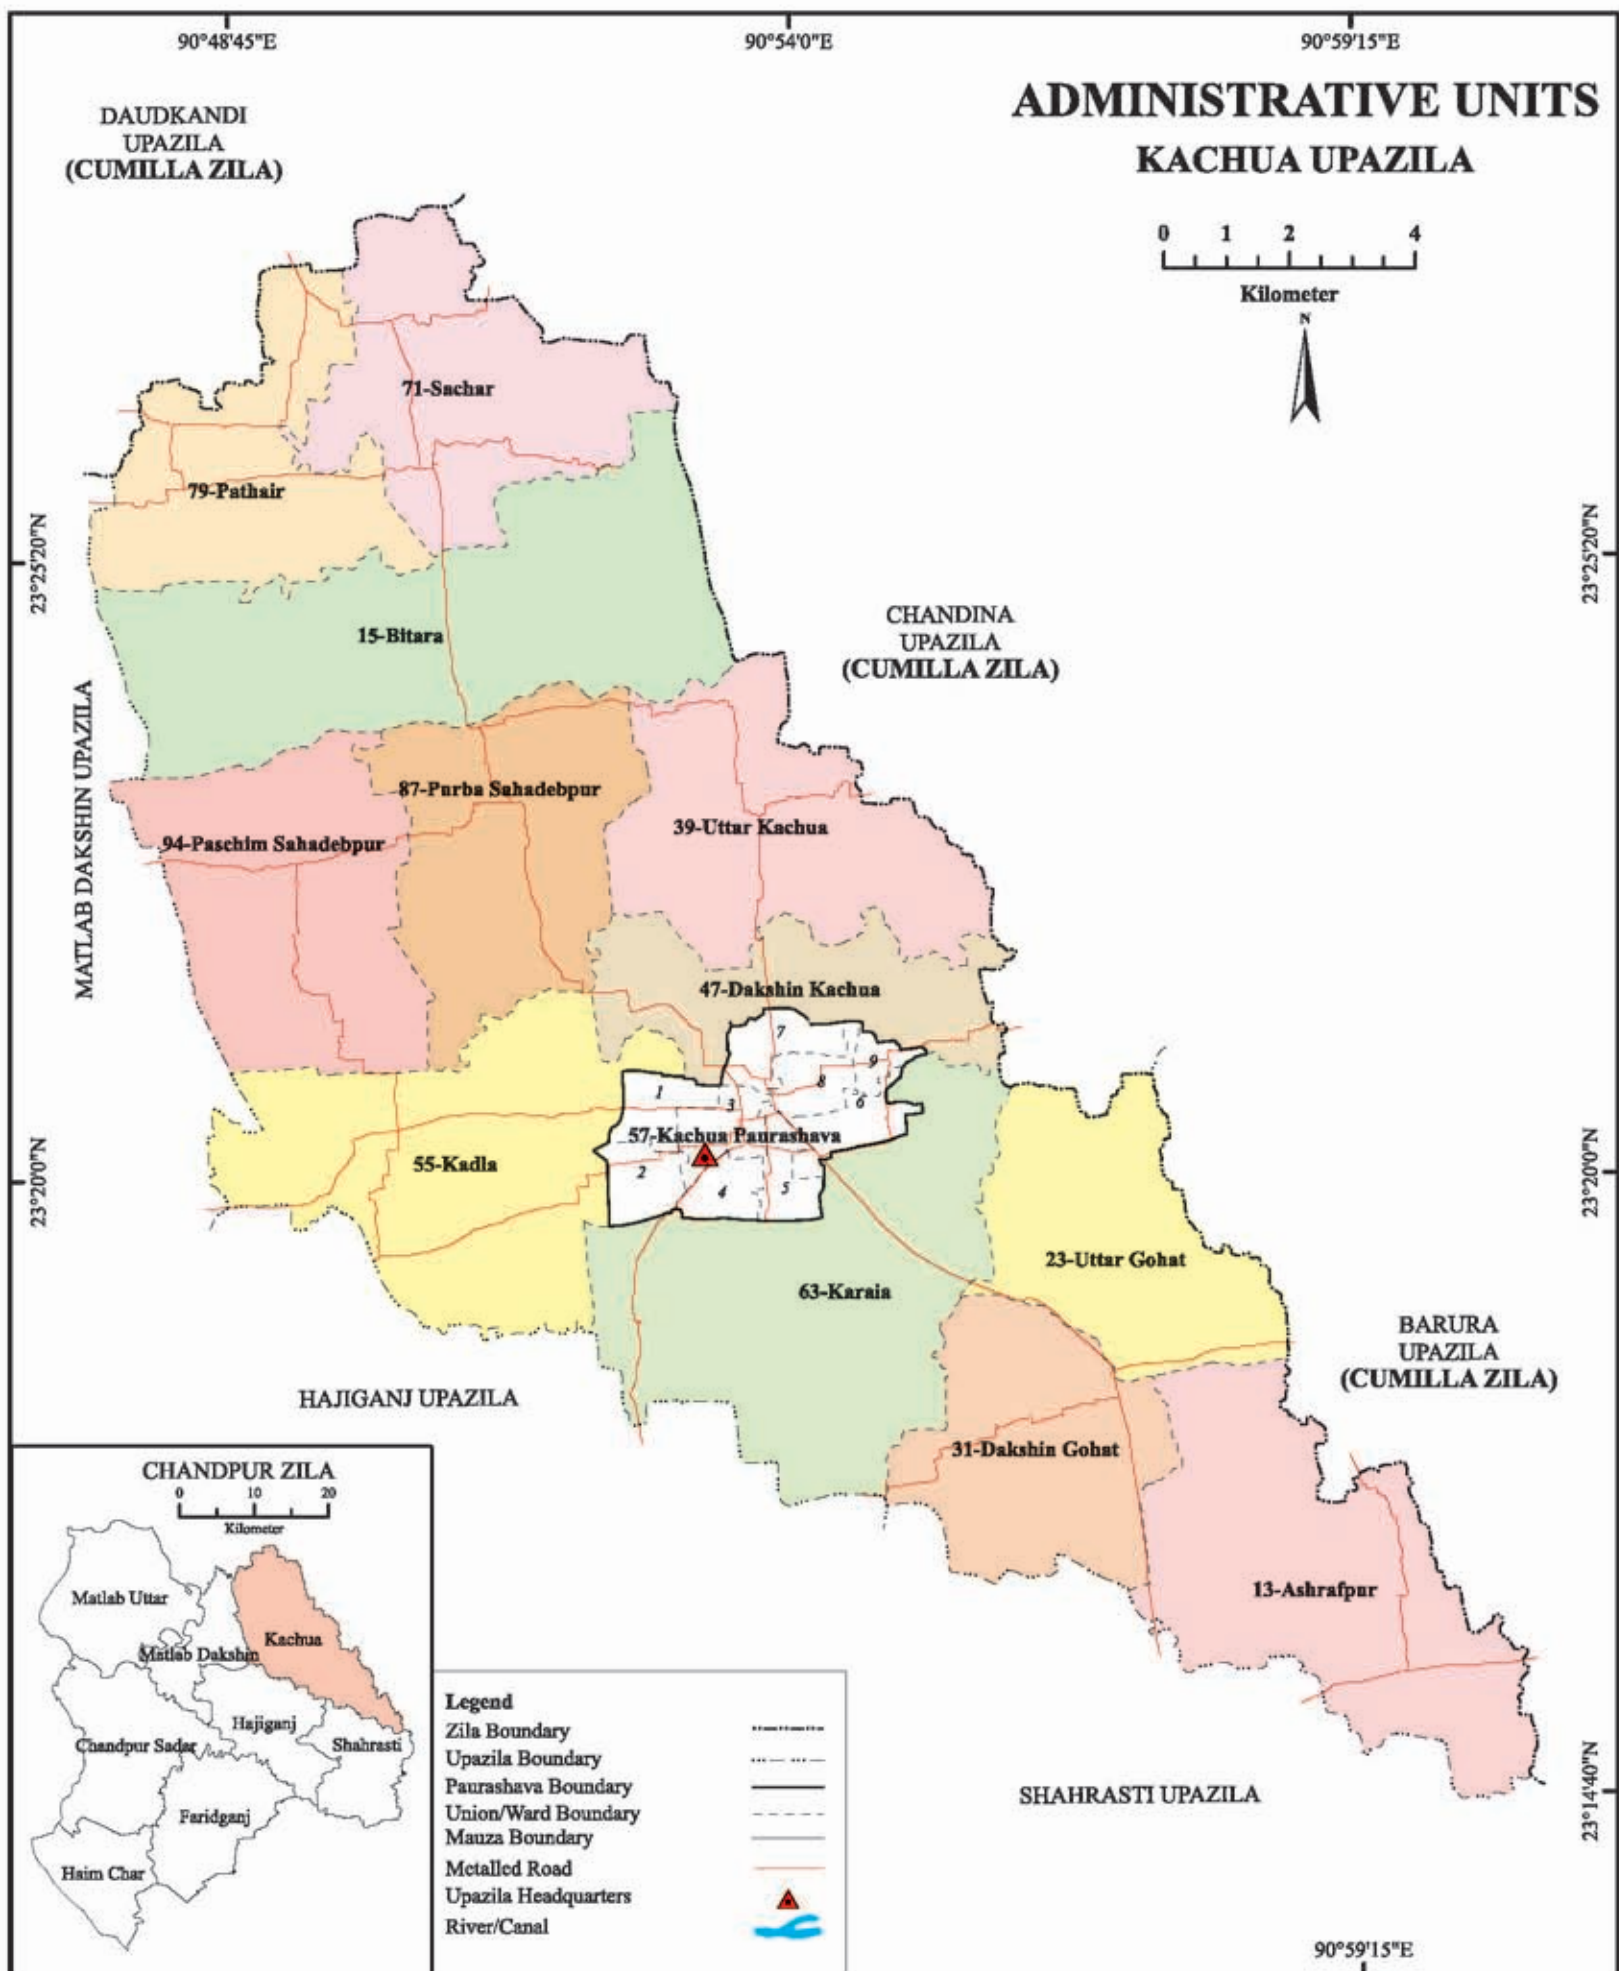 90°48'45"E
90°54'0"E
90°59'15"E
ADMINISTRATIVE UNITS
KACHUA UPAZILA
DAUDKANDI
UPAZILA
(CUMILLA ZILA)
0 1 2 4
Kilometer
N
71-Sachar
79-Pathair
23°25'20"N
23°25'20"N
15-Bitara
CHANDINA
UPAZILA
(CUMILLA ZILA)
MATLAB DAKSHIN UPAZILA
87-Purba Sahadebpur
39-Uttar Kachua
94-Paschim Sahadebpur
47-Dakshin Kachua
7
9
8
1
3
6
57-Kachua Paurashava
55-Kadla
2
4
5
23°20'0"N
23°20'0"N
23-Uttar Gohat
63-Karaia
BARURA
UPAZILA
(CUMILLA ZILA)
HAJIGANJ UPAZILA
31-Dakshin Gohat
13-Ashrafpur
CHANDPUR ZILA
0 10 20
Kilometer
Matlab Uttar
Kachua
Matlab Dakshin
Hajiganj
Chandpur Sadar
Shahrasti
Faridganj
Haim Char
Legend
Zila Boundary
Upazila Boundary
Paurashava Boundary
Union/Ward Boundary
Mauza Boundary
Metalled Road
Upazila Headquarters
River/Canal
SHAHRASTI UPAZILA
23°14'40"N
90°59'15"E